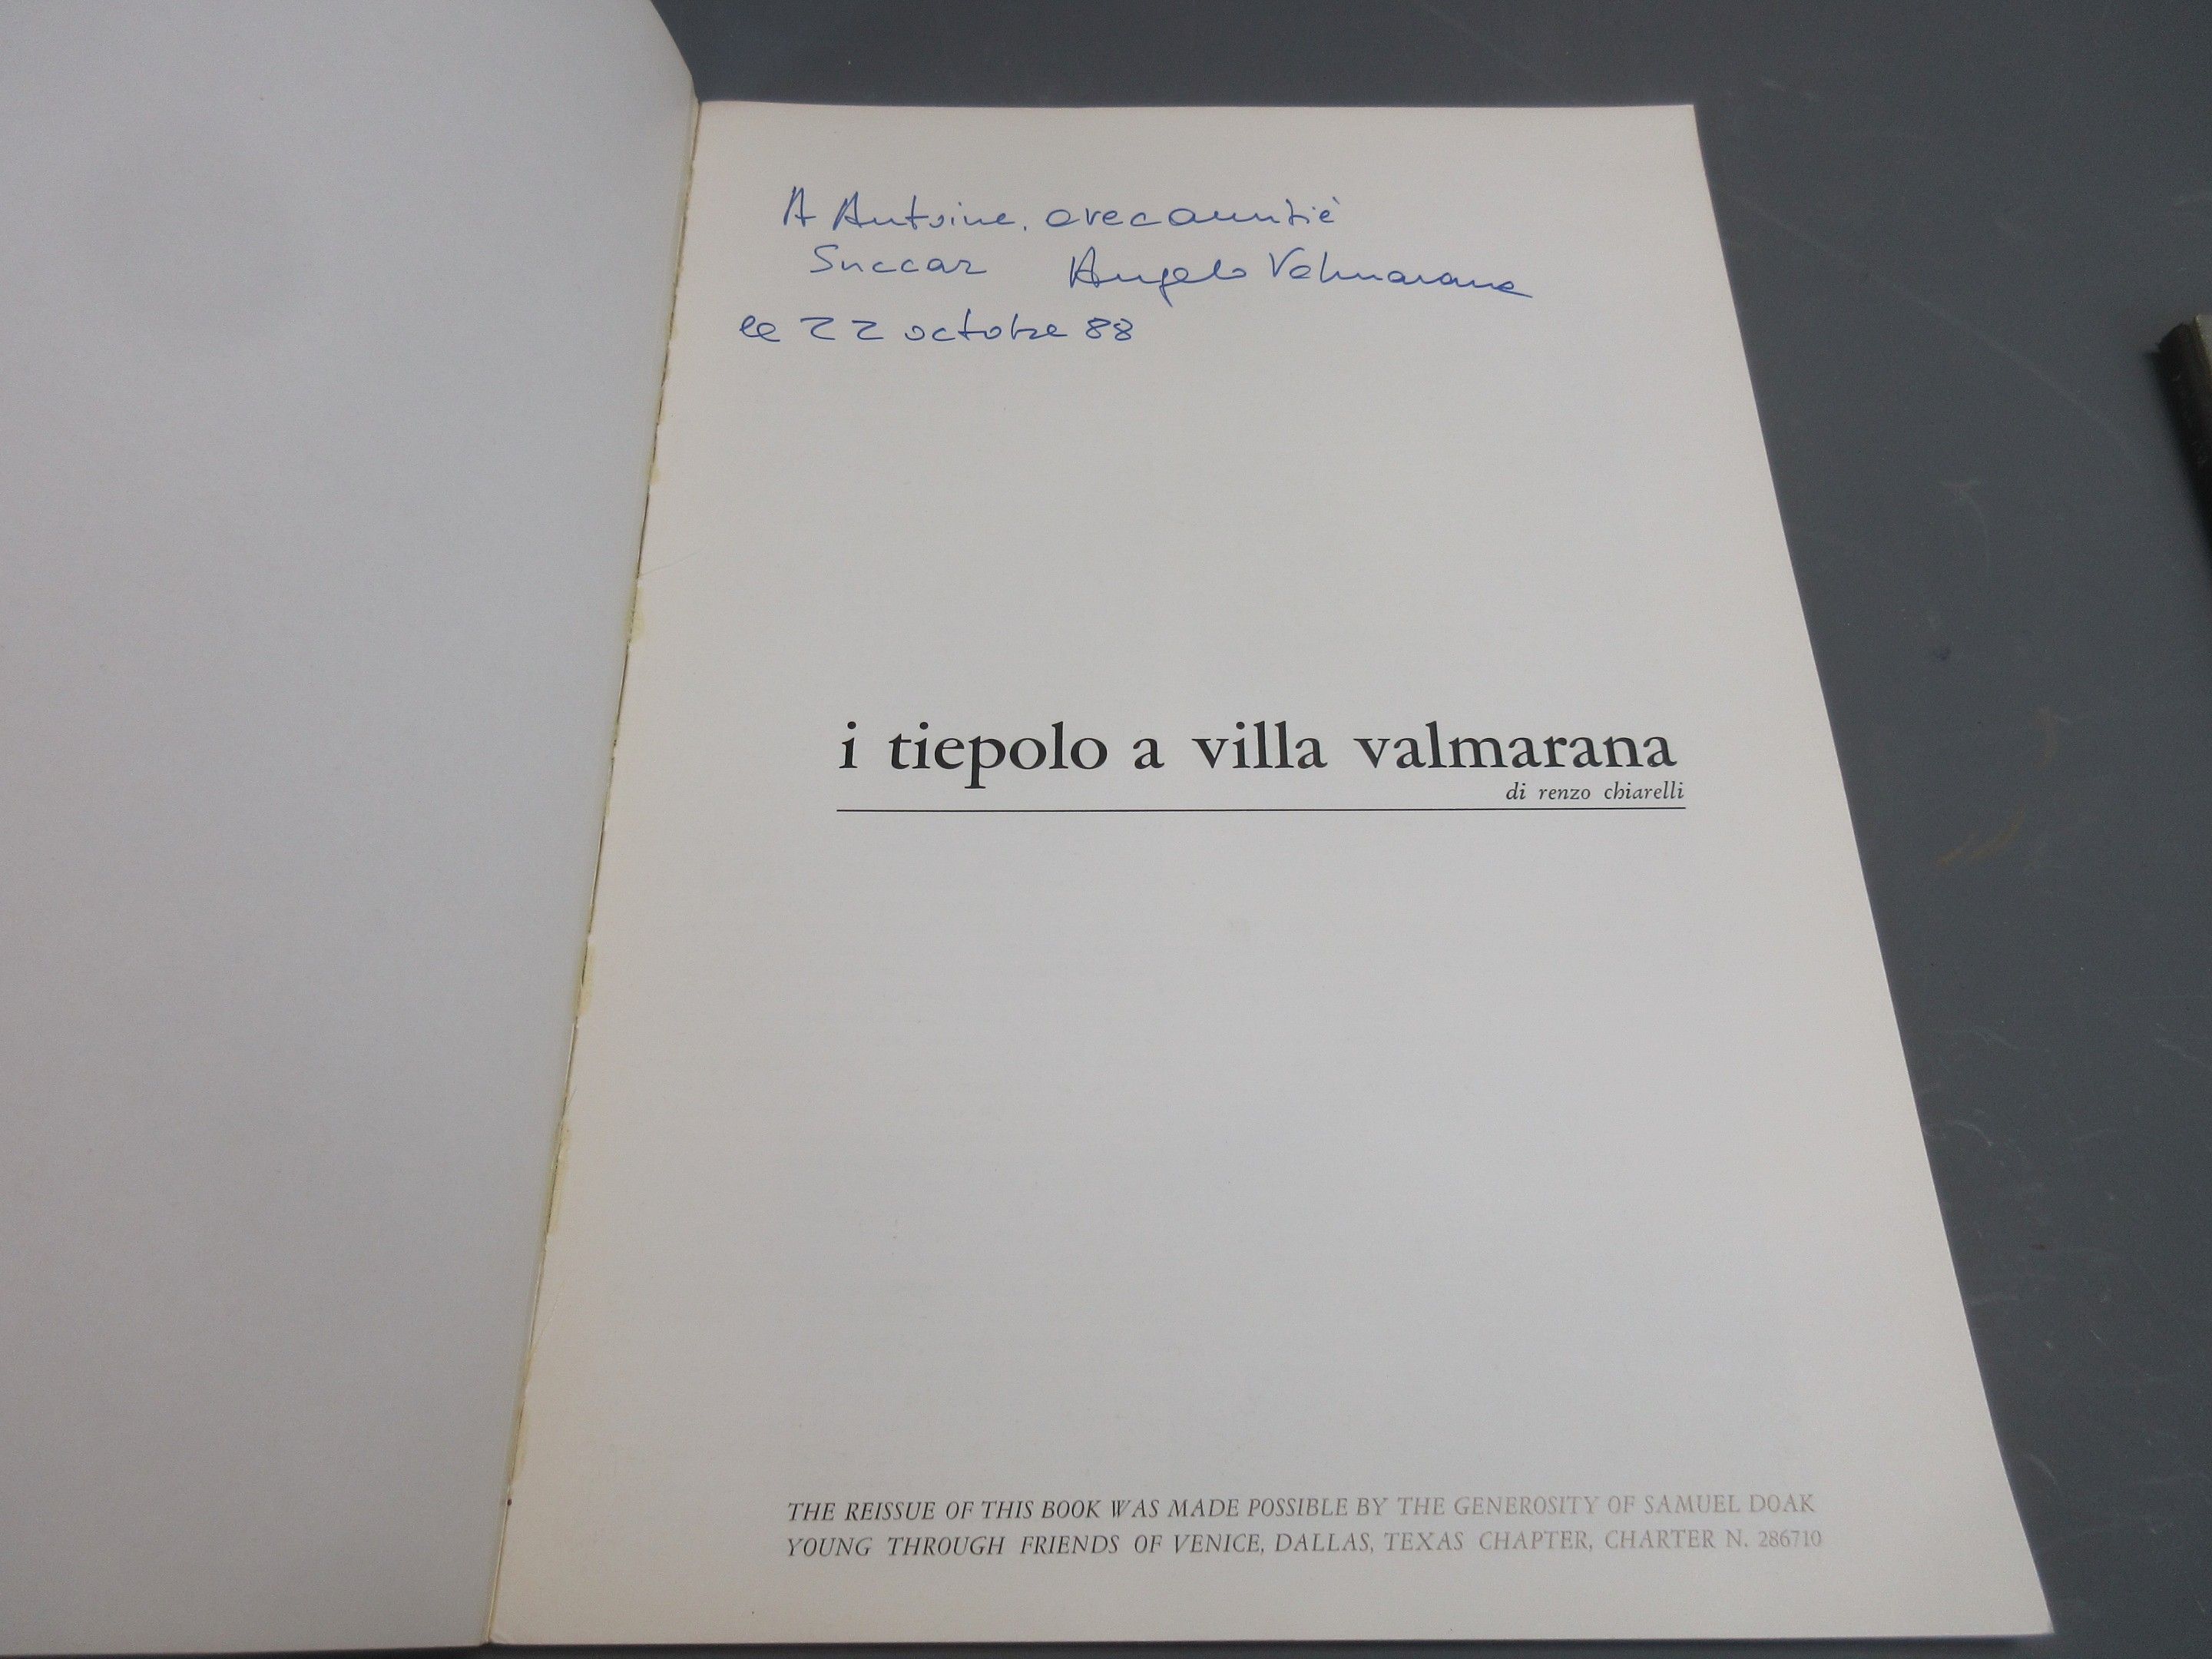 A Antoine, avec amitié
Succar Angelo Valmarana
le 22 octobre 88
i tiepolo a villa valmarana
di renzo chiarelli
THE REISSUE OF THIS BOOK WAS MADE POSSIBLE BY THE GENEROSITY OF SAMUEL DOAK
YOUNG THROUGH FRIENDS OF VENICE, DALLAS, TEXAS CHAPTER, CHARTER N. 286710